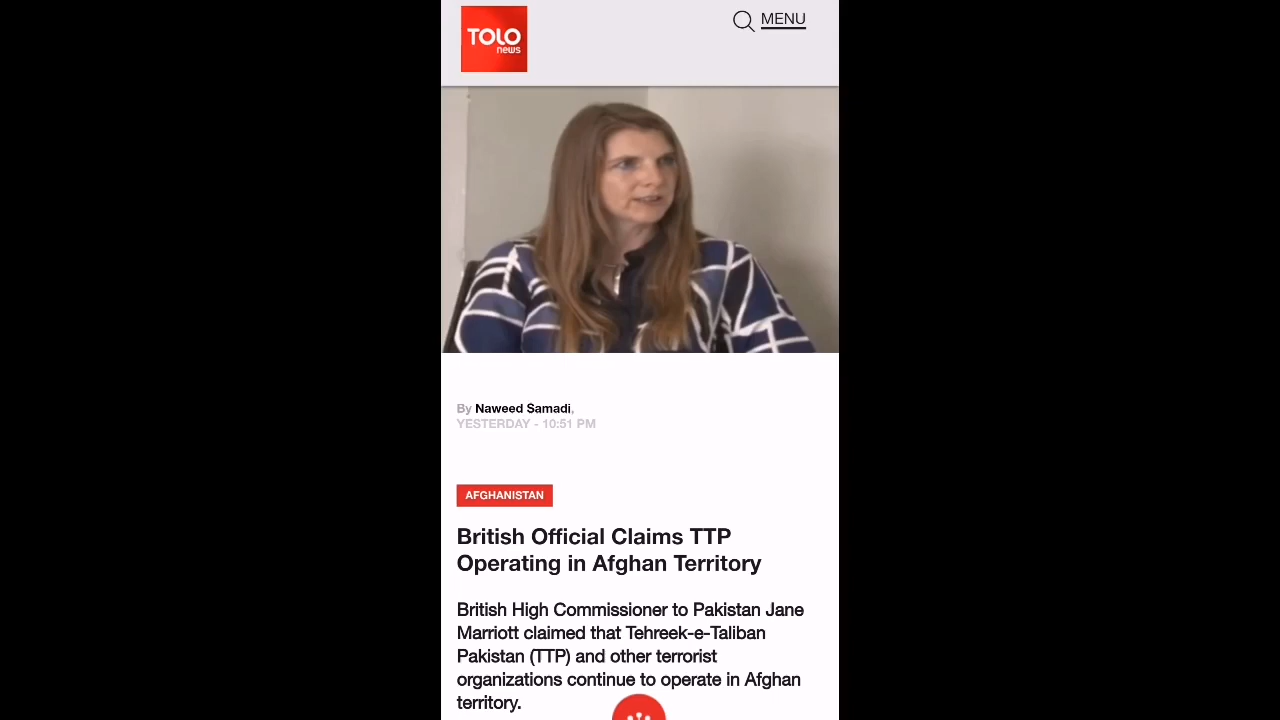 TOLO
news
MENU
By Naweed Samadi,
YESTERDAY - 10:51 PM
AFGHANISTAN
British Official Claims TTP
Operating in Afghan Territory
British High Commissioner to Pakistan Jane
Marriott claimed that Tehreek-e-Taliban
Pakistan (TTP) and other terrorist
organizations continue to operate in Afghan
territory.